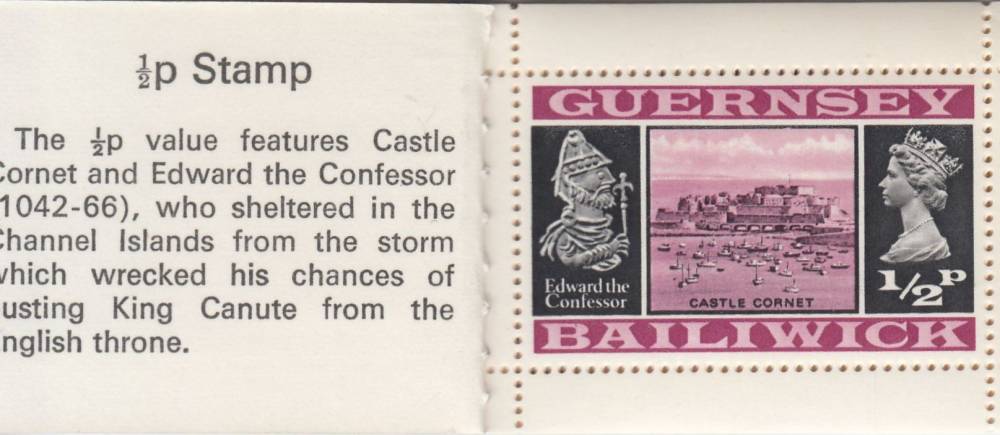 ½p Stamp
The ½p value features Castle
Cornet and Edward the Confessor
(1042-66), who sheltered in the
Channel Islands from the storm
which wrecked his chances of
ousting King Canute from the
English throne.
GUERNSEY
Edward the
Confessor
CASTLE CORNET
1/2P
BAILIWICK